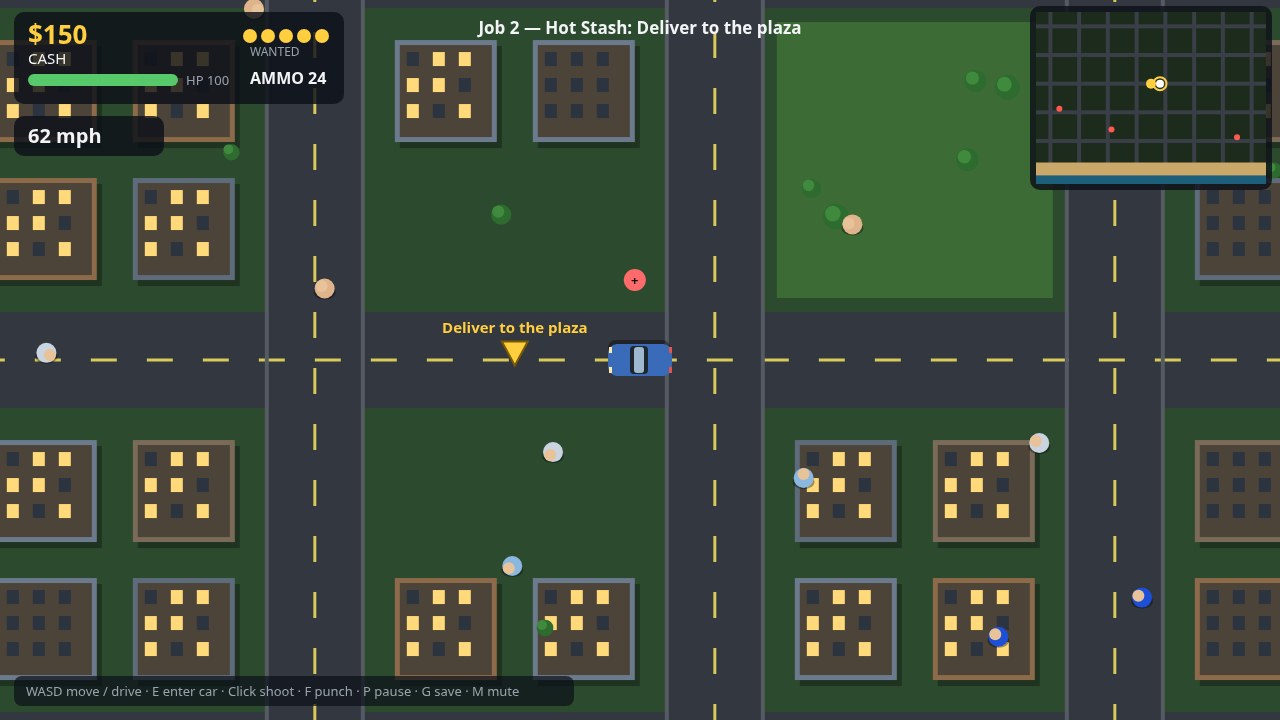 Job 2 — Hot Stash: Deliver to the plaza
$150
CASH
WANTED
HP 100
AMMO 24
62 mph
Deliver to the plaza
+
WASD move / drive · E enter car · Click shoot · F punch · P pause · G save · M mute